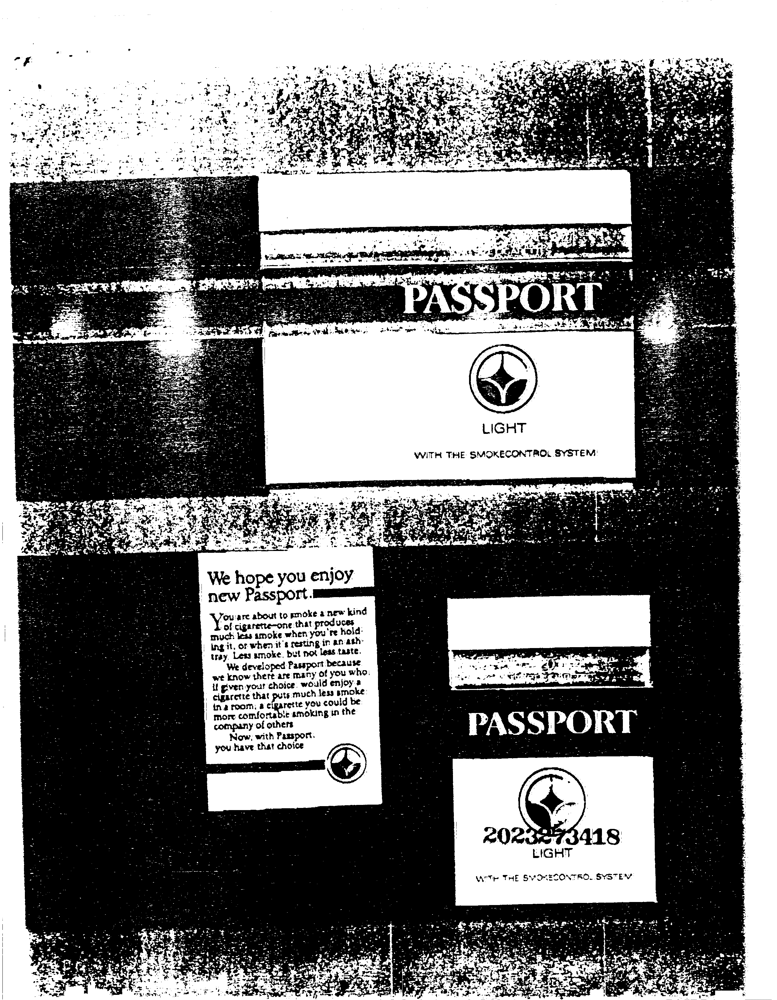 PASSPORT
LIGHT
WITH THE SMOKECONTROL SYSTEM
We hope you enjoy
new Passport.
You are about to smoke a new kind
of cigarette—one that produces
much less smoke when you're hold-
ing it, or when it's resting in an ash-
tray. Less smoke, but not less taste.
We developed Passport because
we know there are many of you who,
if given your choice, would enjoy a
cigarette that puts much less smoke
in a room, a cigarette you could be
more comfortable smoking in the
company of others
Now, with Passport,
you have that choice
PASSPORT
2023273418
LIGHT
WITH THE SMOKECONTROL SYSTEM